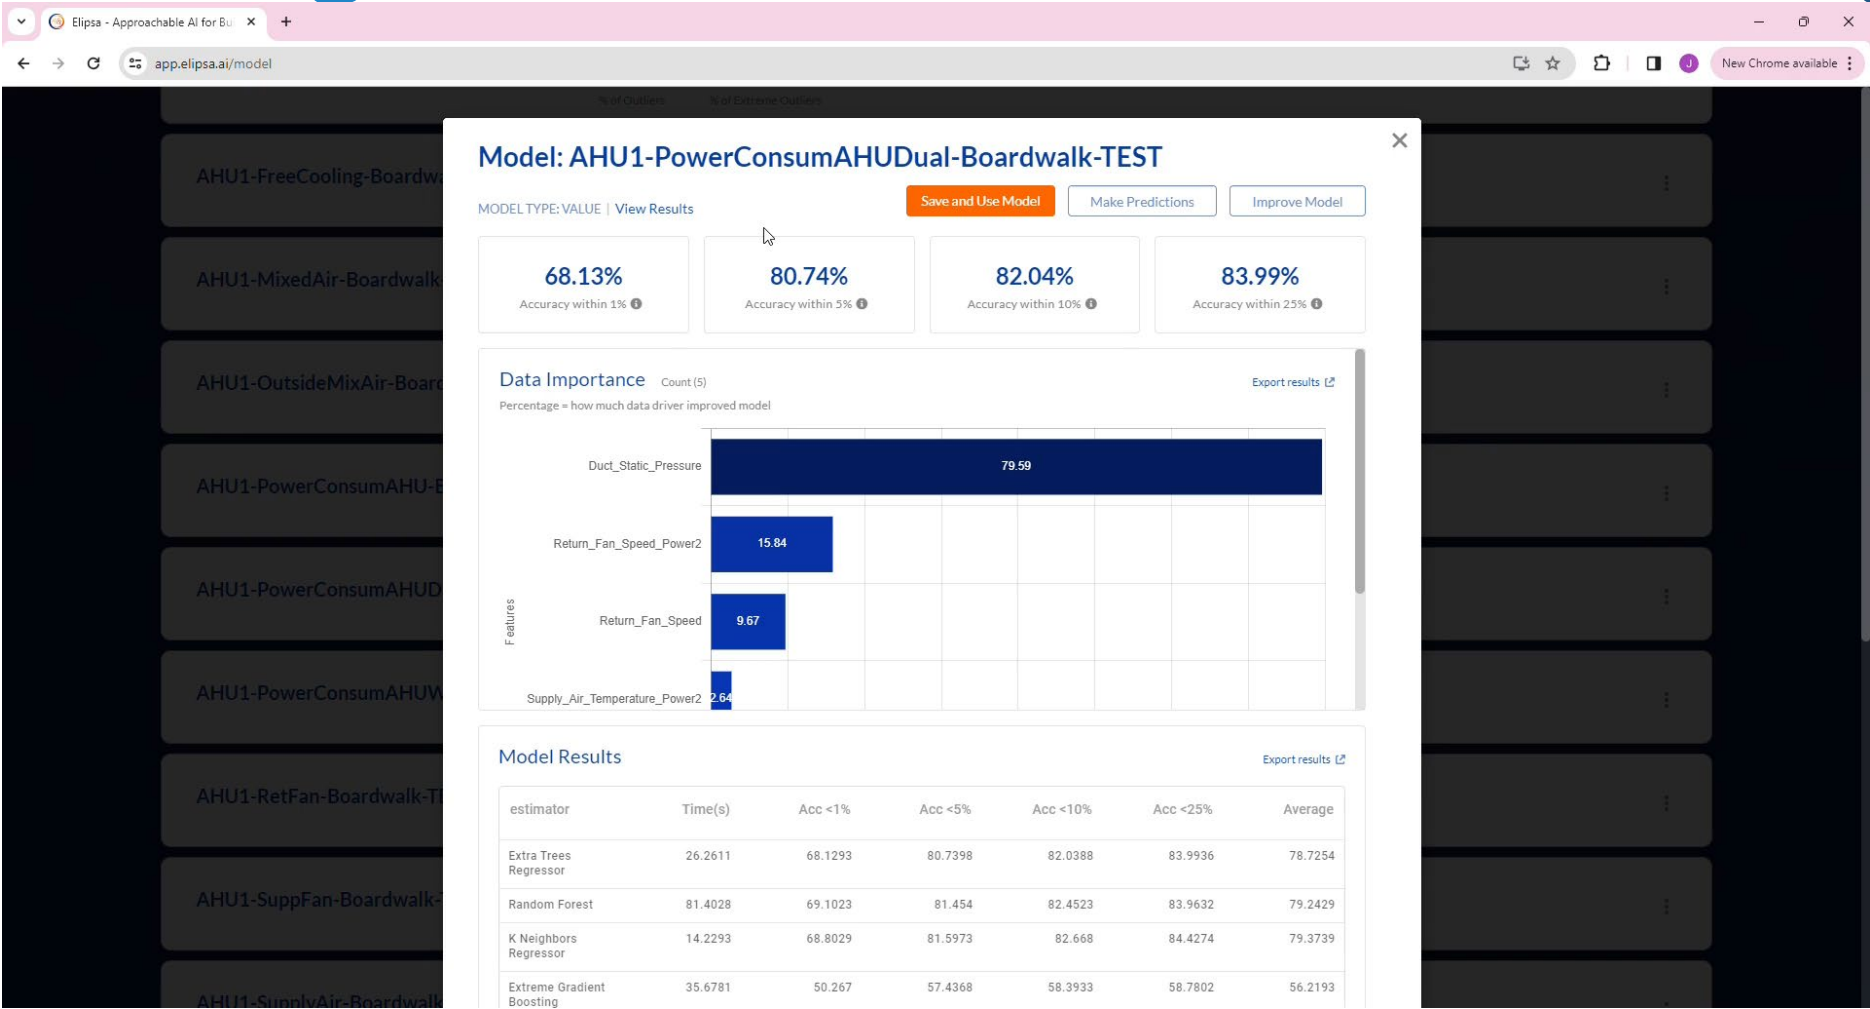 Elipsa - Approachable AI for Bu
app.elipsa.ai/model
J
New Chrome available
% of Outliers % of Extreme Outliers
AHU1-FreeCooling-Boardwa
AHU1-MixedAir-Boardwalk
AHU1-OutsideMixAir-Board
AHU1-PowerConsumAHU-B
AHU1-PowerConsumAHUD
AHU1-PowerConsumAHUW
AHU1-RetFan-Boardwalk-TE
AHU1-SuppFan-Boardwalk-
AHU1-SupplyAir-Boardwalk
Model: AHU1-PowerConsumAHUDual-Boardwalk-TEST
MODEL TYPE: VALUE | View Results
Save and Use Model
Make Predictions
Improve Model
68.13%
Accuracy within 1%
80.74%
Accuracy within 5%
82.04%
Accuracy within 10%
83.99%
Accuracy within 25%
Data Importance Count (5)
Export results
Percentage = how much data driver improved model
Features
Duct_Static_Pressure 79.59
Return_Fan_Speed_Power2 15.84
Return_Fan_Speed 9.67
Supply_Air_Temperature_Power2 2.64
Model Results
Export results
estimator Time(s) Acc <1% Acc <5% Acc <10% Acc <25% Average
Extra Trees Regressor 26.2611 68.1293 80.7398 82.0388 83.9936 78.7254
Random Forest 81.4028 69.1023 81.454 82.4523 83.9632 79.2429
K Neighbors Regressor 14.2293 68.8029 81.5973 82.668 84.4274 79.3739
Extreme Gradient Boosting 35.6781 50.267 57.4368 58.3933 58.7802 56.2193